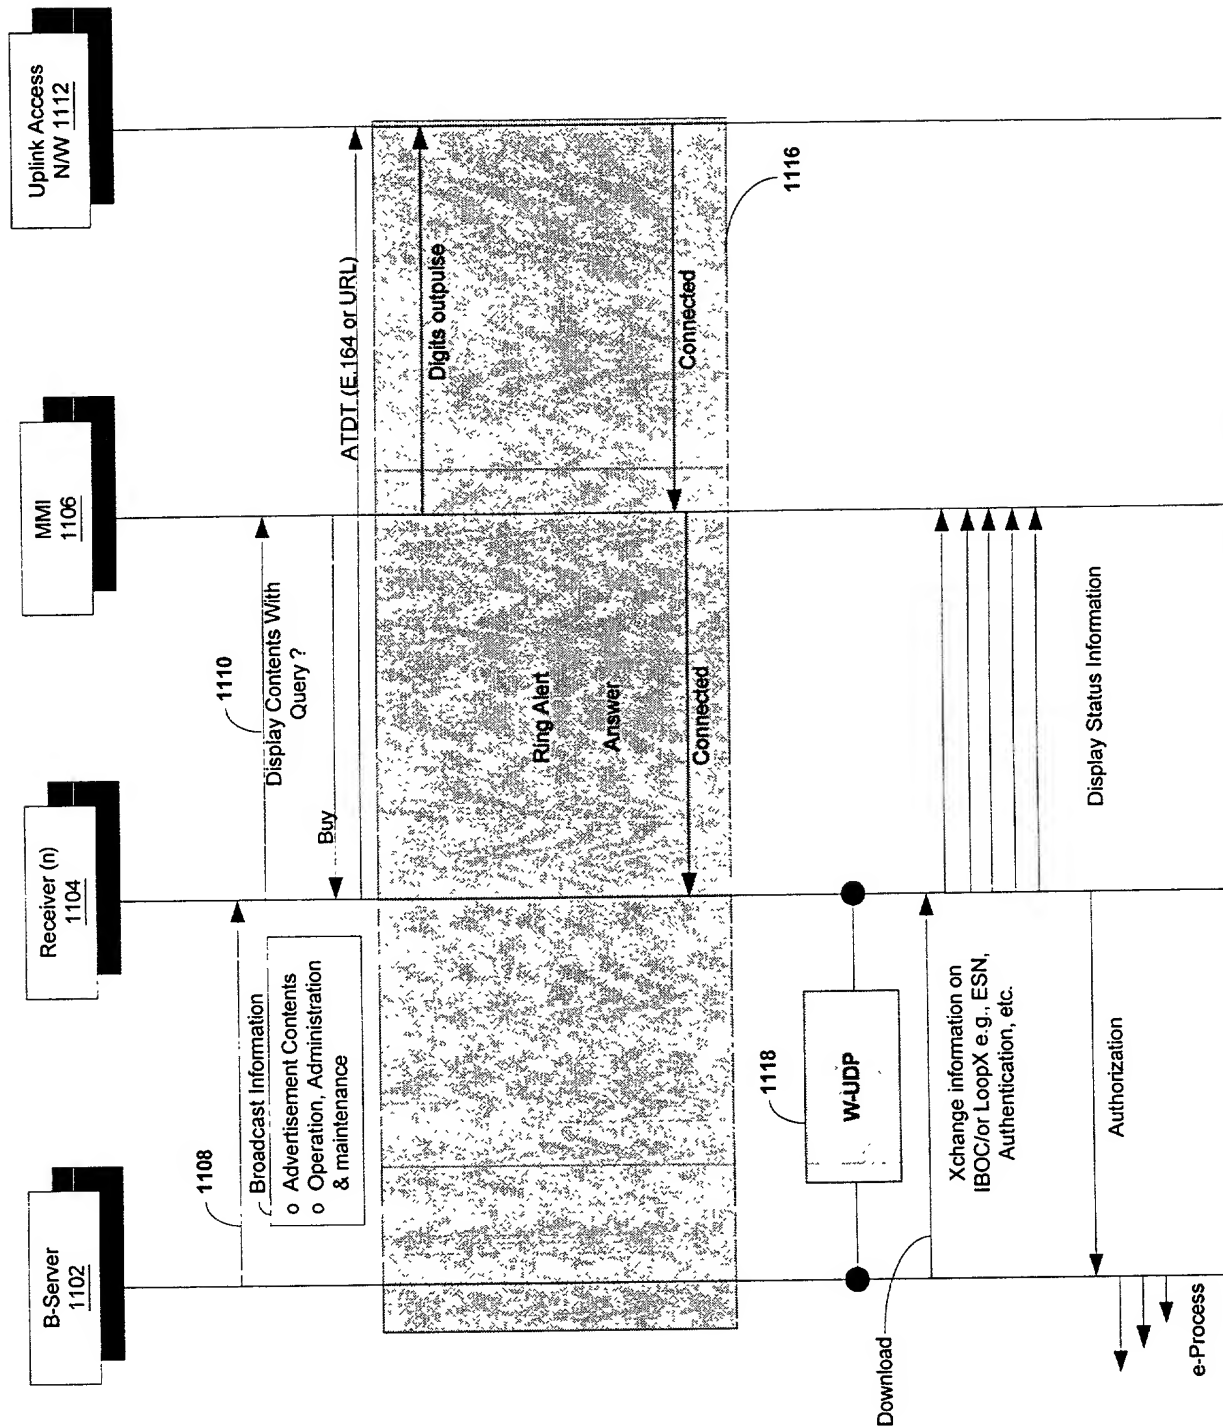 B-Server
1102
Receiver (n)
1104
MMI
1106
Uplink Access
N/W 1112
1108
Broadcast Information
o Advertisement Contents
o Operation, Administration
& maintenance
1110
Display Contents With
Query ?
Buy
ATDT (E.164 or URL)
Digits outpulse
Ring Alert
Answer
Connected
Connected
1116
1118
W-UDP
Download
Xchange information on
IBOC/or LoopX e.g., ESN,
Authentication, etc.
Display Status Information
Authorization
e-Process